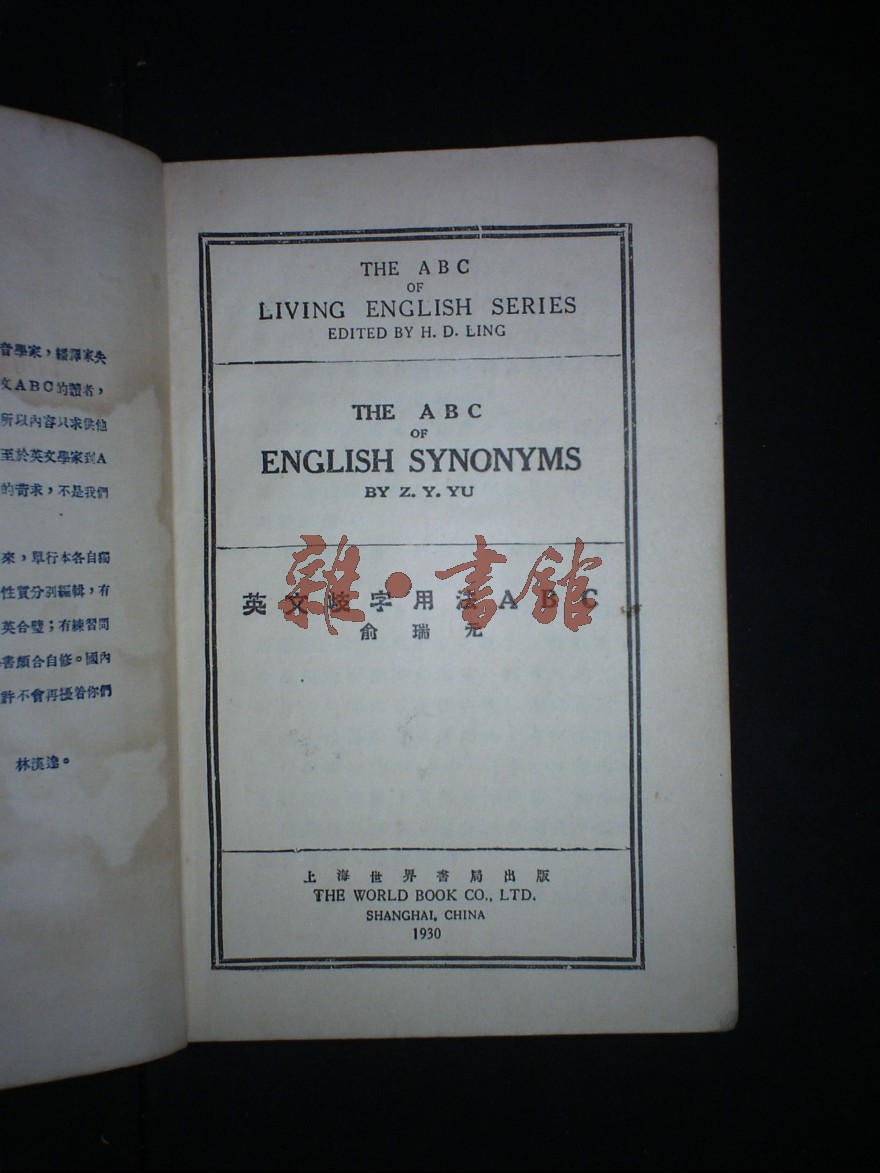 音學家，繙譯家失
文ABC的讀者，
所以內容只求供他
至於英文學家到A
的苛求，不是我們
來，單行本各自獨
性質分別編輯，有
英合璧；有練習問
書頗合自修。國內
許不會再擾着你們
林漢達。
THE ABC
OF
LIVING ENGLISH SERIES
EDITED BY H. D. LING
THE ABC
OF
ENGLISH SYNONYMS
BY Z. Y. YU
雜·書館
英文歧字用法ABC
俞瑞元
上海世界書局出版
THE WORLD BOOK CO., LTD.
SHANGHAI, CHINA
1930